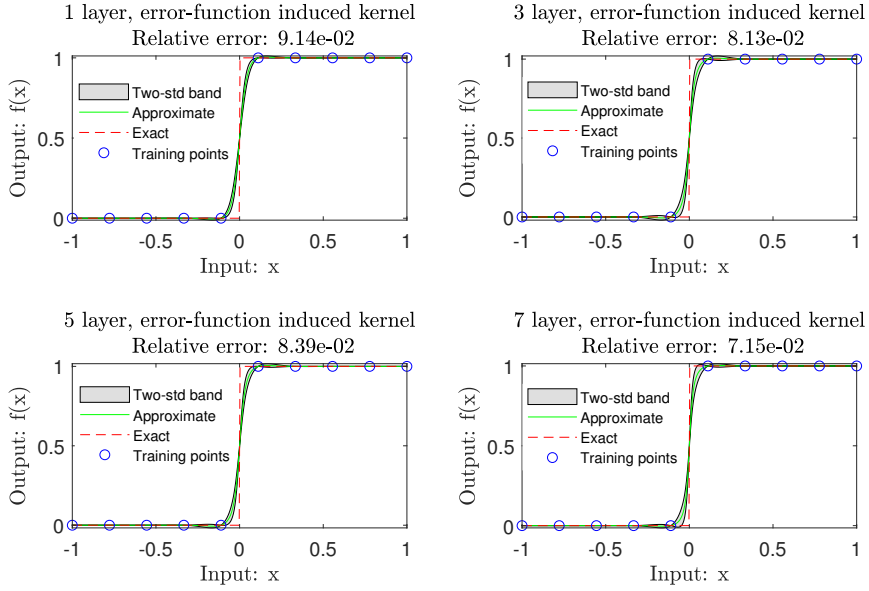 1 layer, error-function induced kernel
Relative error: 9.14e-02
1
0.5
0
Output: f(x)
Two-std band
Approximate
Exact
Training points
-1
-0.5
0
0.5
1
Input: x
3 layer, error-function induced kernel
Relative error: 8.13e-02
1
0.5
0
Output: f(x)
Two-std band
Approximate
Exact
Training points
-1
-0.5
0
0.5
1
Input: x
5 layer, error-function induced kernel
Relative error: 8.39e-02
1
0.5
0
Output: f(x)
Two-std band
Approximate
Exact
Training points
-1
-0.5
0
0.5
1
Input: x
7 layer, error-function induced kernel
Relative error: 7.15e-02
1
0.5
0
Output: f(x)
Two-std band
Approximate
Exact
Training points
-1
-0.5
0
0.5
1
Input: x